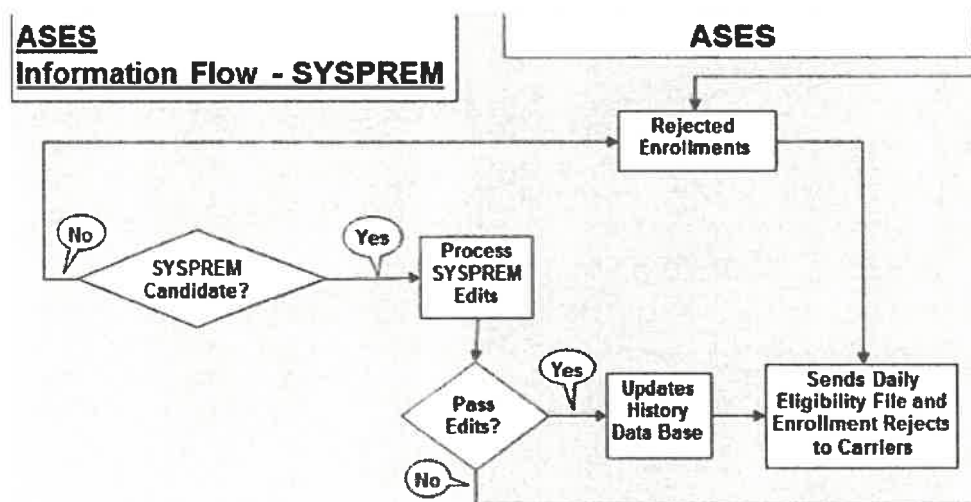 ASES
Information Flow - SYSPREM
ASES
Rejected
Enrollments
No
SYSPREM
Candidate?
Yes
Process
SYSPREM
Edits
Pass
Edits?
Yes
Updates
History
Data Base
Sends Daily
Eligibility File and
Enrollment Rejects
to Carriers
No